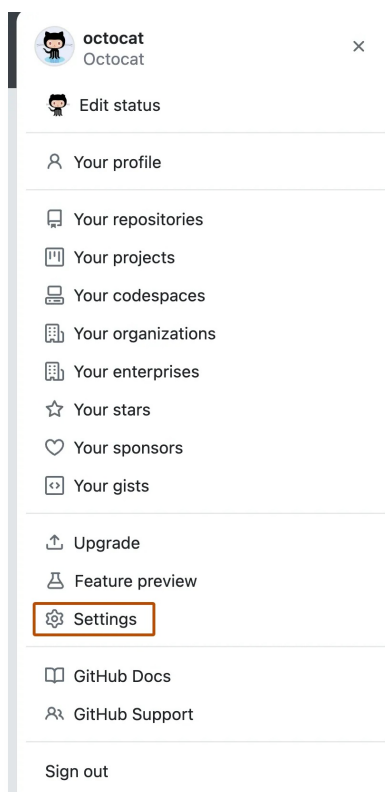 octocat
Octocat
Edit status
Your profile
Your repositories
Your projects
Your codespaces
Your organizations
Your enterprises
Your stars
Your sponsors
Your gists
Upgrade
Feature preview
Settings
GitHub Docs
GitHub Support
Sign out